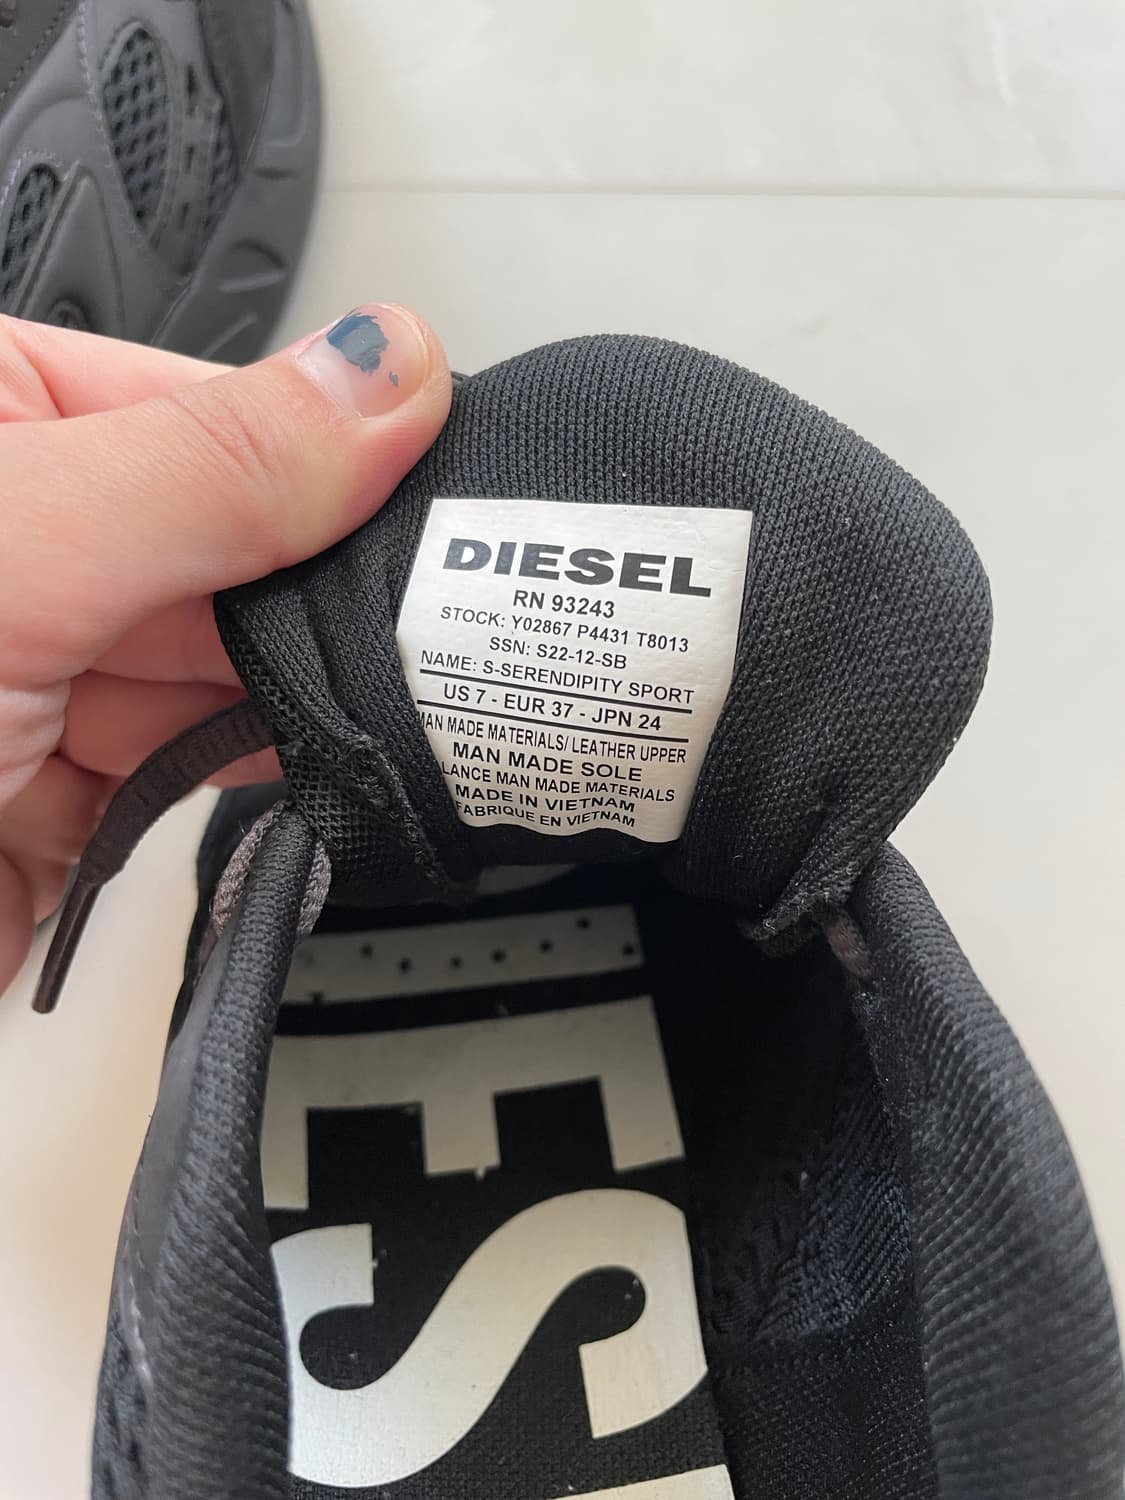 DIESEL
RN 93243
STOCK: Y02867 P4431 T8013
SSN: S22-12-SB
NAME: S-SERENDIPITY SPORT
US 7 - EUR 37 - JPN 24
MAN MADE MATERIALS/ LEATHER UPPER
MAN MADE SOLE
LANCE MAN MADE MATERIALS
MADE IN VIETNAM
FABRIQUE EN VIETNAM
IES